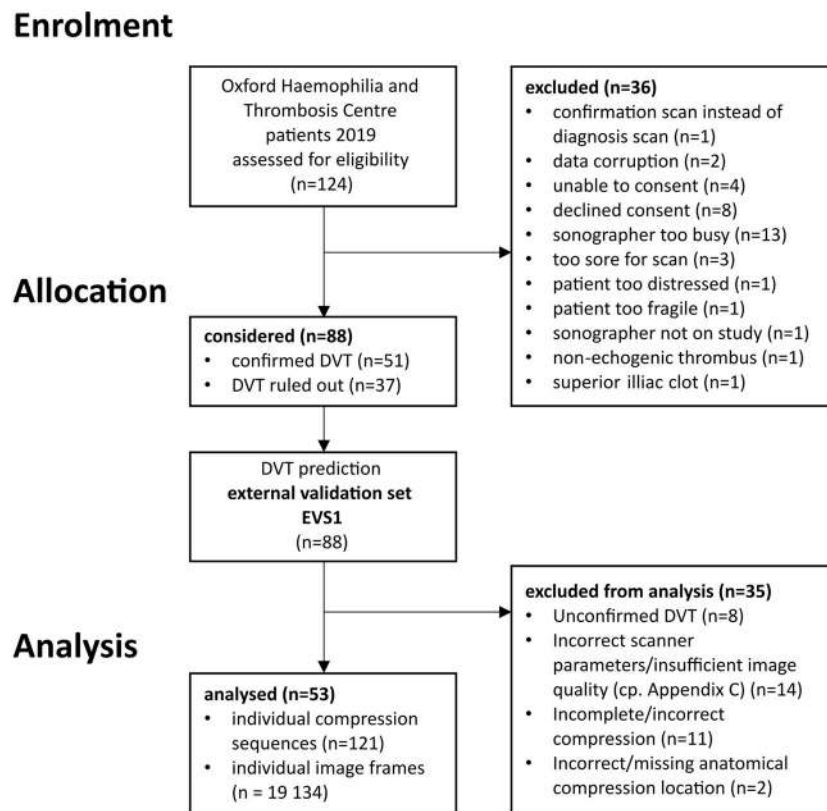 Enrolment
Oxford Haemophilia and
Thrombosis Centre
patients 2019
assessed for eligibility
(n=124)
excluded (n=36)
• confirmation scan instead of
diagnosis scan (n=1)
• data corruption (n=2)
• unable to consent (n=4)
• declined consent (n=8)
• sonographer too busy (n=13)
• too sore for scan (n=3)
• patient too distressed (n=1)
• patient too fragile (n=1)
• sonographer not on study (n=1)
• non-echogenic thrombus (n=1)
• superior illiac clot (n=1)
Allocation
considered (n=88)
• confirmed DVT (n=51)
• DVT ruled out (n=37)
DVT prediction
external validation set
EVS1
(n=88)
excluded from analysis (n=35)
• Unconfirmed DVT (n=8)
• Incorrect scanner
parameters/insufficient image
quality (cp. Appendix C) (n=14)
• Incomplete/incorrect
compression (n=11)
• Incorrect/missing anatomical
compression location (n=2)
Analysis
analysed (n=53)
• individual compression
sequences (n=121)
• individual image frames
(n = 19 134)